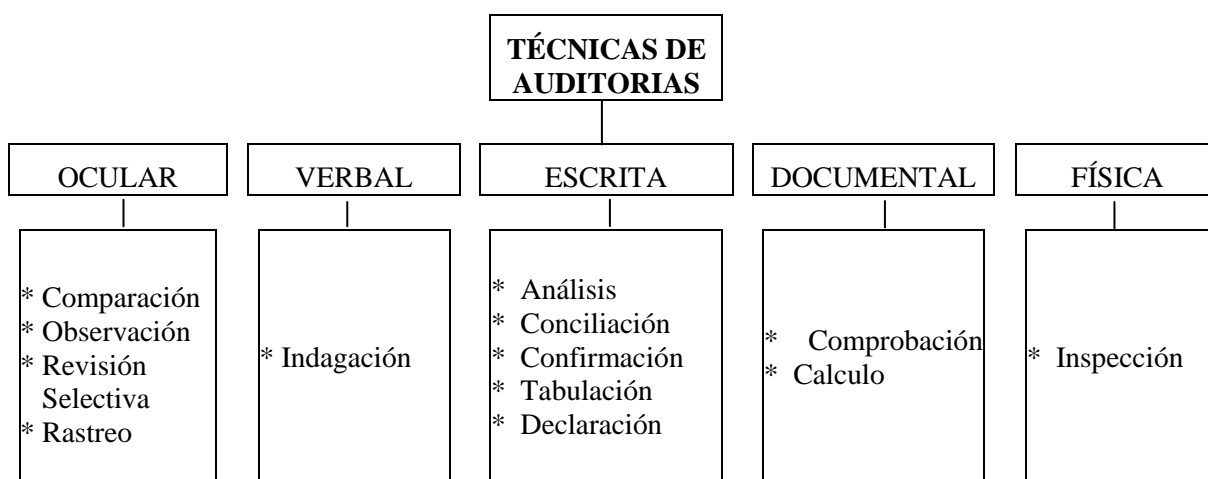 TÉCNICAS DE
AUDITORIAS
OCULAR
VERBAL
ESCRITA
DOCUMENTAL
FÍSICA
* Comparación
* Observación
* Revisión
Selectiva
* Rastreo
* Indagación
* Análisis
* Conciliación
* Confirmación
* Tabulación
* Declaración
* Comprobación
* Calculo
* Inspección